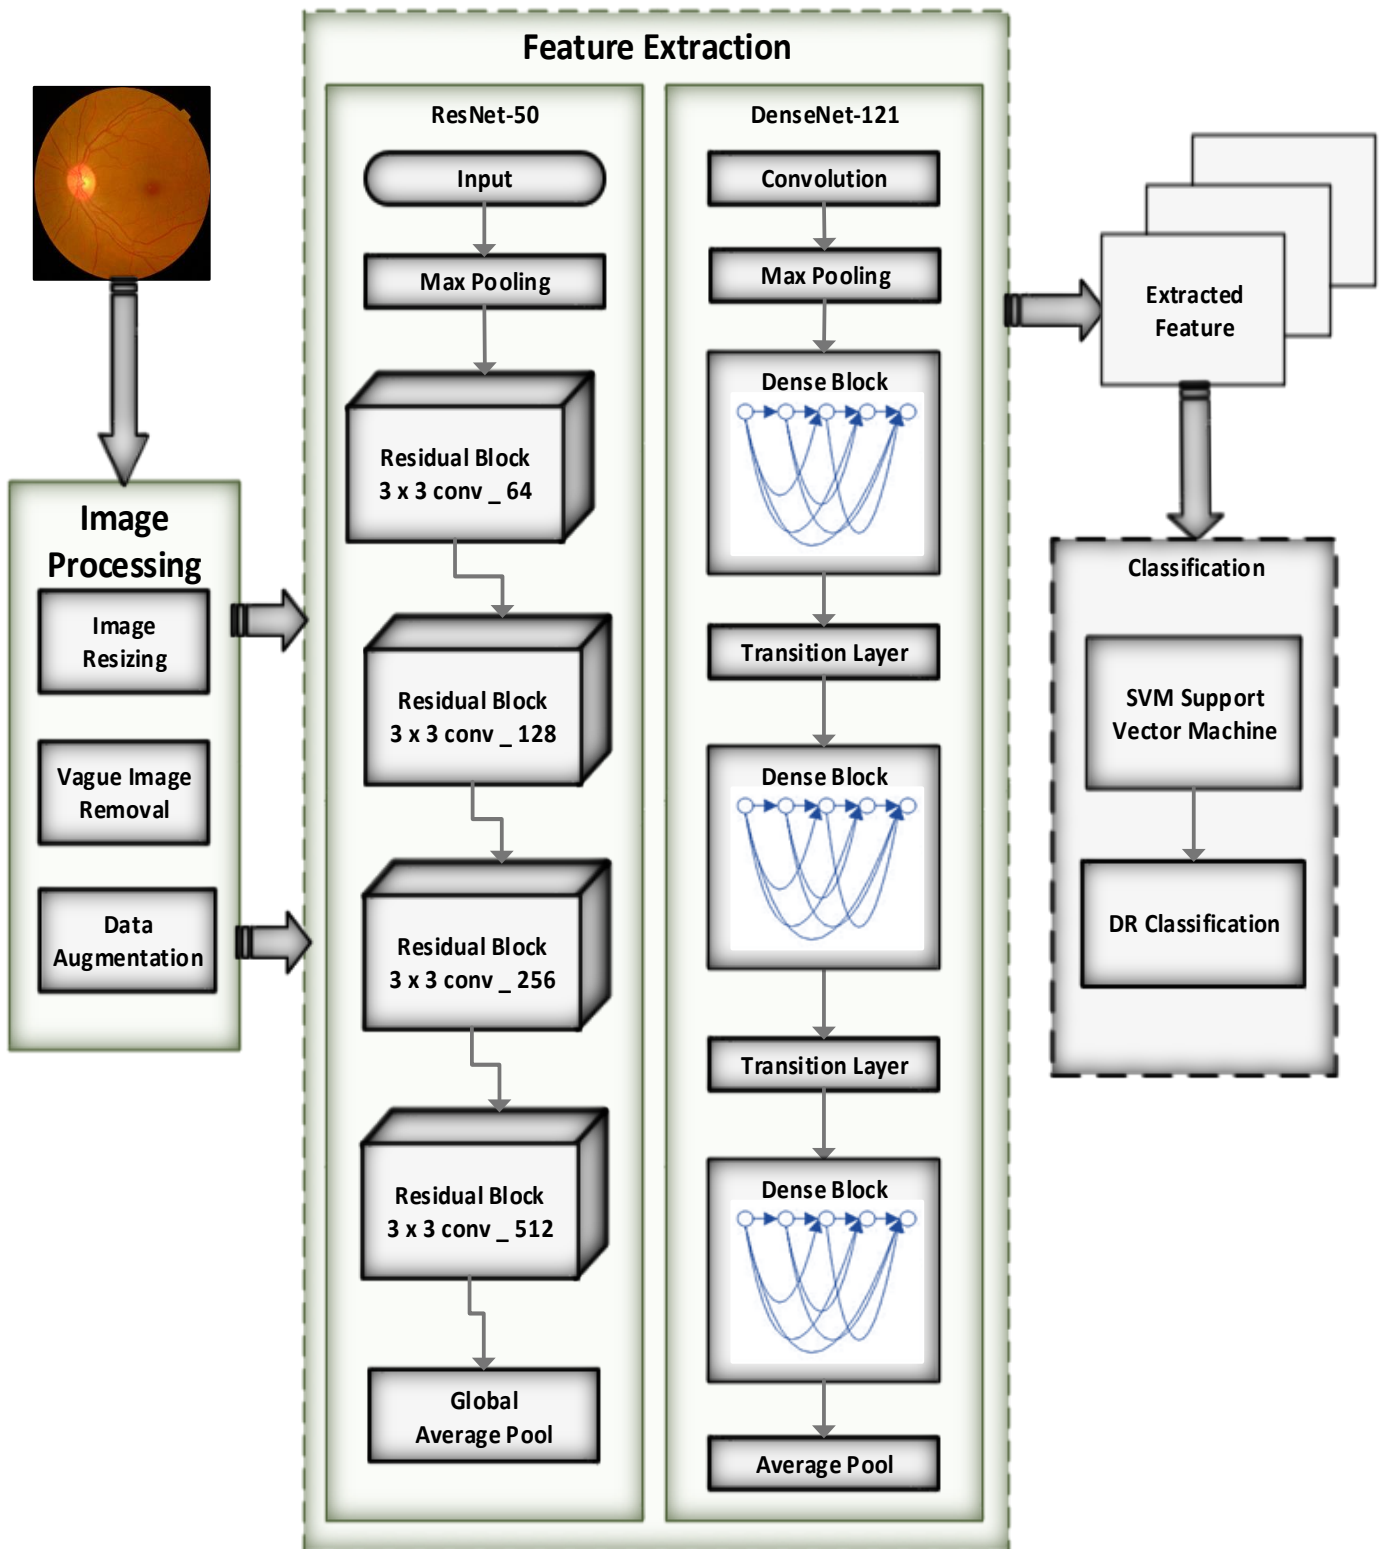 Feature Extraction
ResNet-50
Input
Max Pooling
Residual Block
3 x 3 conv _ 64
Residual Block
3 x 3 conv _ 128
Residual Block
3 x 3 conv _ 256
Residual Block
3 x 3 conv _ 512
Global
Average Pool
DenseNet-121
Convolution
Max Pooling
Dense Block
Transition Layer
Dense Block
Transition Layer
Dense Block
Average Pool
Image
Processing
Image
Resizing
Vague Image
Removal
Data
Augmentation
Extracted
Feature
Classification
SVM Support
Vector Machine
DR Classification